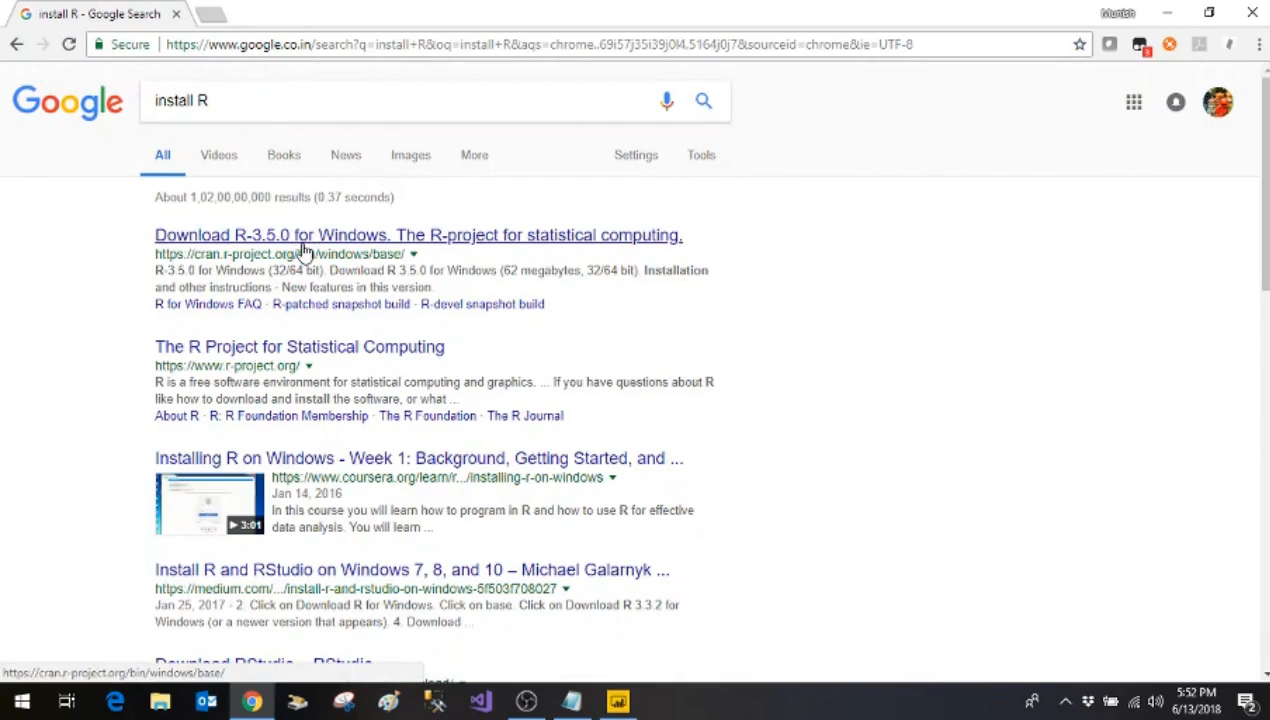 install R - Google Search
Munish
Secure
https://www.google.co.in/search?q=install+R&oq=install+R&aqs=chrome..69i57j35i39j0l4.5164j0j7&sourceid=chrome&ie=UTF-8
Google
install R
All Videos Books News Images More Settings Tools
About 1,02,00,00,000 results (0.37 seconds)
Download R-3.5.0 for Windows. The R-project for statistical computing.
https://cran.r-project.org/ /windows/base/
R-3.5.0 for Windows (32/64 bit). Download R 3.5.0 for Windows (62 megabytes, 32/64 bit). Installation
and other instructions · New features in this version.
R for Windows FAQ · R-patched snapshot build · R-devel snapshot build
The R Project for Statistical Computing
https://www.r-project.org/
R is a free software environment for statistical computing and graphics. ... If you have questions about R
like how to download and install the software, or what ...
About R · R: R Foundation Membership · The R Foundation · The R Journal
Installing R on Windows - Week 1: Background, Getting Started, and ...
https://www.coursera.org/learn/r.../installing-r-on-windows
Jan 14, 2016
In this course you will learn how to program in R and how to use R for effective
data analysis. You will learn ...
3:01
Install R and RStudio on Windows 7, 8, and 10 – Michael Galarnyk ...
https://medium.com/.../install-r-and-rstudio-on-windows-5f503f708027
Jan 25, 2017 - 2. Click on Download R for Windows. Click on base. Click on Download R 3.3.2 for
Windows (or a newer version that appears). 4. Download ...
Download RStudio – RStudio
https://cran.r-project.org/bin/windows/base/
5:52 PM
6/13/2018
2